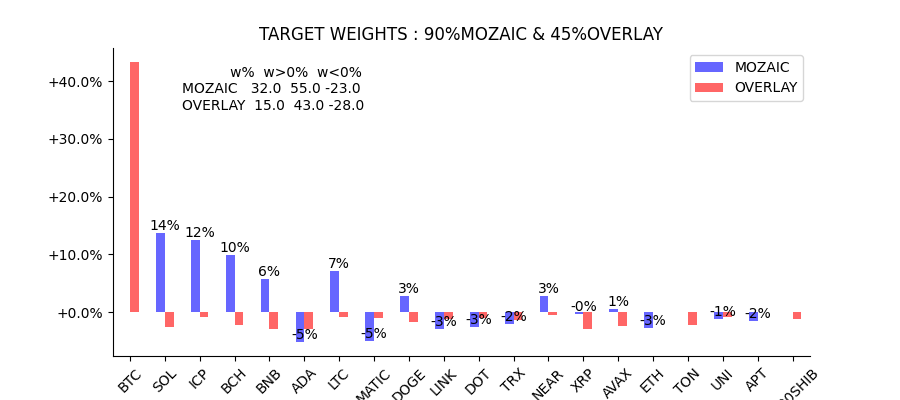 TARGET WEIGHTS : 90%MOZAIC & 45%OVERLAY
w% w>0% w<0%
MOZAIC 32.0 55.0 -23.0
OVERLAY 15.0 43.0 -28.0
MOZAIC
OVERLAY
+40.0%
+30.0%
+20.0%
+10.0%
+0.0%
14%
12%
10%
6%
-5%
7%
-5%
3%
-3%
-3%
-2%
3%
-0%
1%
-3%
-1%
-2%
BTC
SOL
ICP
BCH
BNB
ADA
LTC
MATIC
DOGE
LINK
DOT
TRX
NEAR
XRP
AVAX
ETH
TON
UNI
APT
0SHIB